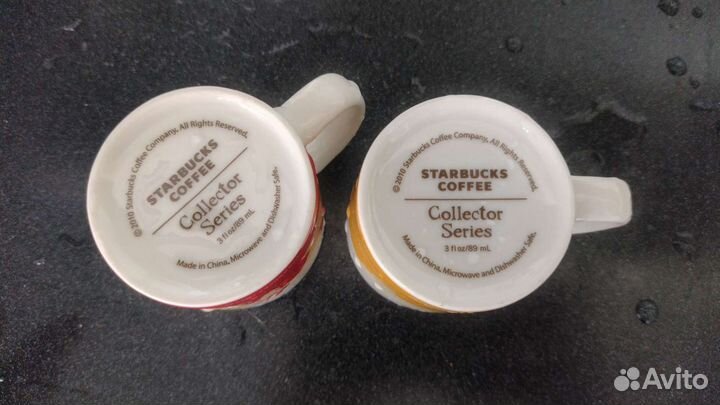 ©2010 Starbucks Coffee Company. All Rights Reserved.
STARBUCKS
COFFEE
Collector
Series
3 fl oz/89 mL
Made in China, Microwave and Dishwasher Safe.
©2010 Starbucks Coffee Company. All Rights Reserved.
STARBUCKS
COFFEE
Collector
Series
3 fl oz/89 mL
Made in China, Microwave and Dishwasher Safe.
Avito